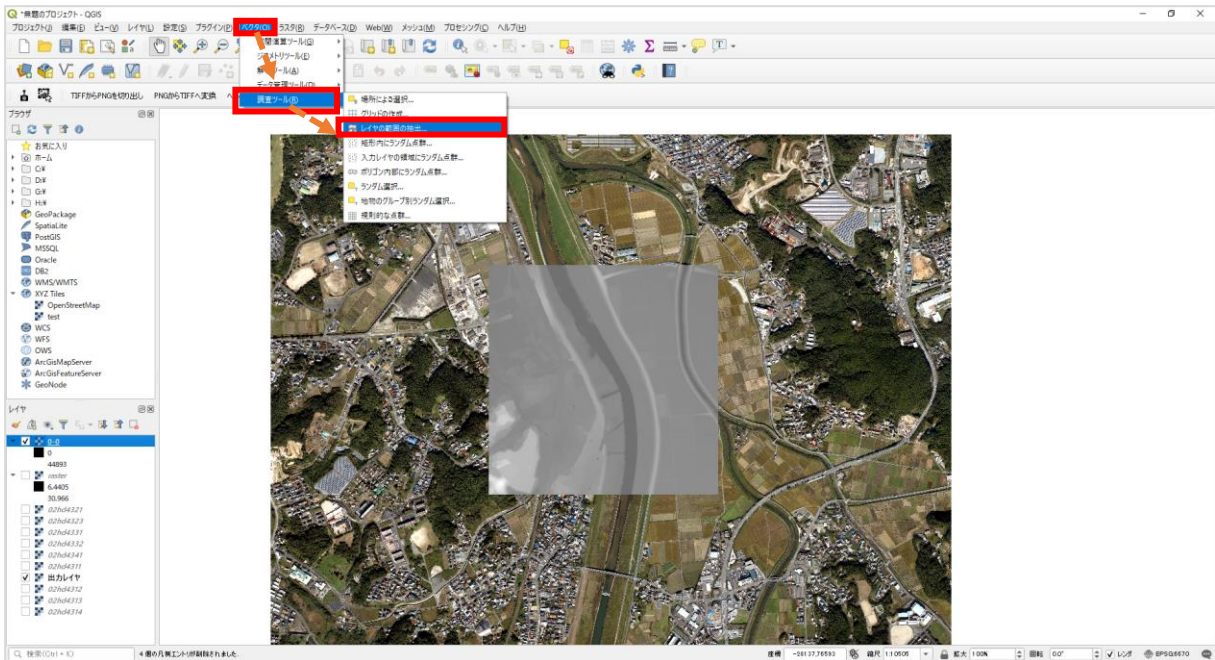 *無題のプロジェクト - QGIS
プロジェクト(J) 編集(E) ビュー(V) レイヤ(L) 設定(S) プラグイン(P) ベクタ(O) ラスタ(R) データベース(D) Web(W) メッシュ(M) プロセシング(C) ヘルプ(H)
空間演算ツール(G)
ジオメトリツール(E)
解析ツール(A)
データ管理ツール(D)
調査ツール(R)
場所による選択...
グリッドの作成...
レイヤの範囲の抽出...
矩形内にランダム点群...
入力レイヤの領域にランダム点群...
ポリゴン内部にランダム点群...
ランダム選択...
地物のグループ別ランダム選択...
規則的な点群...
TIFFからPNGを切り出し PNGからTIFFへ変換
ブラウザ
お気に入り
ホーム
C:¥
D:¥
G:¥
H:¥
GeoPackage
SpatiaLite
PostGIS
MSSQL
Oracle
DB2
WMS/WMTS
XYZ Tiles
OpenStreetMap
test
WCS
WFS
OWS
ArcGisMapServer
ArcGisFeatureServer
GeoNode
レイヤ
0-0
0
44893
raster
6.4405
30.966
02hd4321
02hd4323
02hd4331
02hd4332
02hd4341
02hd4311
出力レイヤ
02hd4312
02hd4313
02hd4314
検索(Ctrl + K) 4 個の凡例エントリが削除されました. 座標 -28137,76593 縮尺 1:10505 拡大 100% 回転 0.0° レンダ EPSG:6670